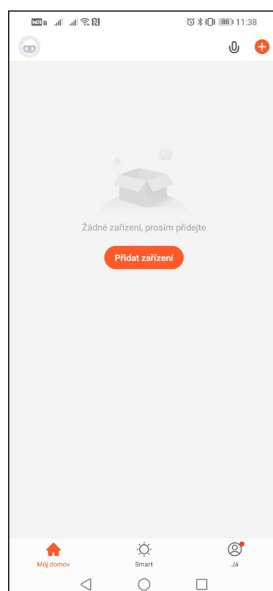 11:38
Žádné zařízení, prosím přidejte
Přidat zařízení
Můj domov
Smart
Já